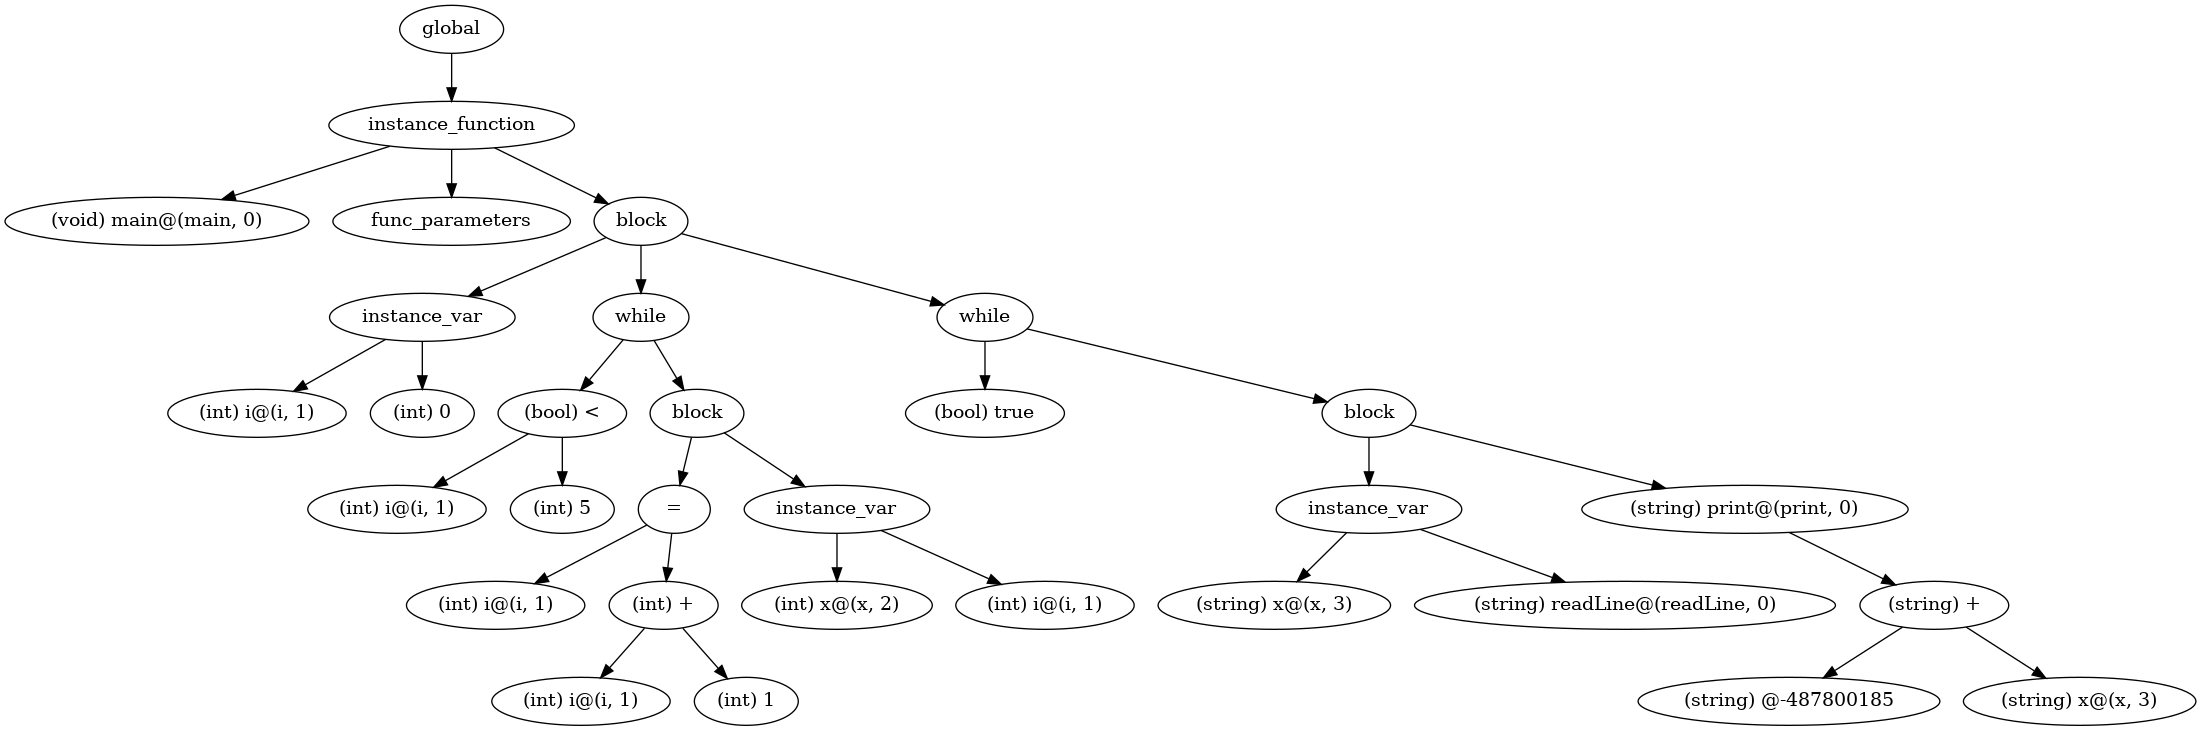 global
instance_function
(void) main@(main, 0)
func_parameters
block
instance_var
while
while
(int) i@(i, 1)
(int) 0
(bool) <
block
(bool) true
block
(int) i@(i, 1)
(int) 5
=
instance_var
instance_var
(string) print@(print, 0)
(int) i@(i, 1)
(int) +
(int) x@(x, 2)
(int) i@(i, 1)
(string) x@(x, 3)
(string) readLine@(readLine, 0)
(string) +
(int) i@(i, 1)
(int) 1
(string) @-487800185
(string) x@(x, 3)